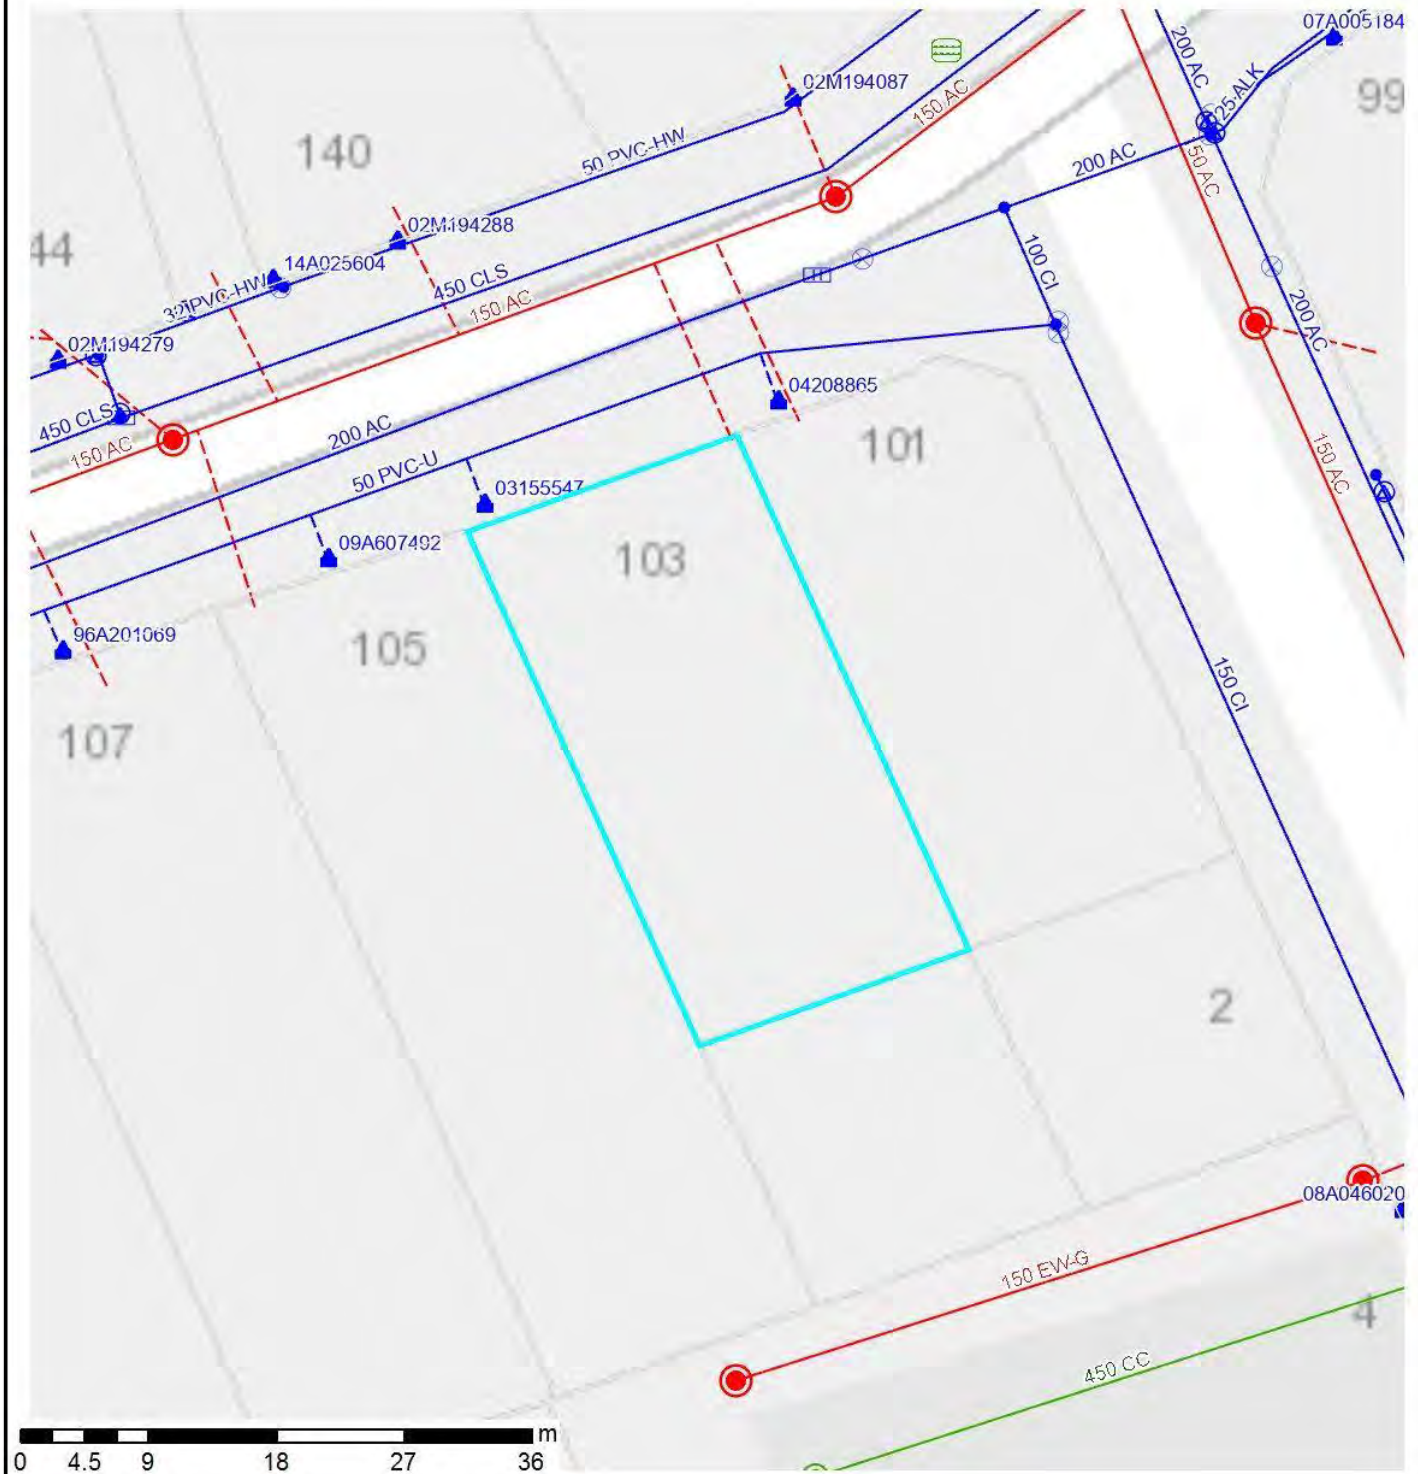 07A005184
200 AC
02M194087
99
25-ALK
150 AC
140
50 PVC-HW
200 AC
150 AC
02M194288
44
14A025604
100 CI
450 CLS
32 PVC-HW
150 AC
200 AC
02M194279
04208865
450 CLS
200 AC
101
150 AC
150 AC
50 PVC-U
03155547
09A607492
103
96A201069
105
150 CI
107
2
08A046020
150 EW-G
4
450 CC
m
0 4.5 9 18 27 36